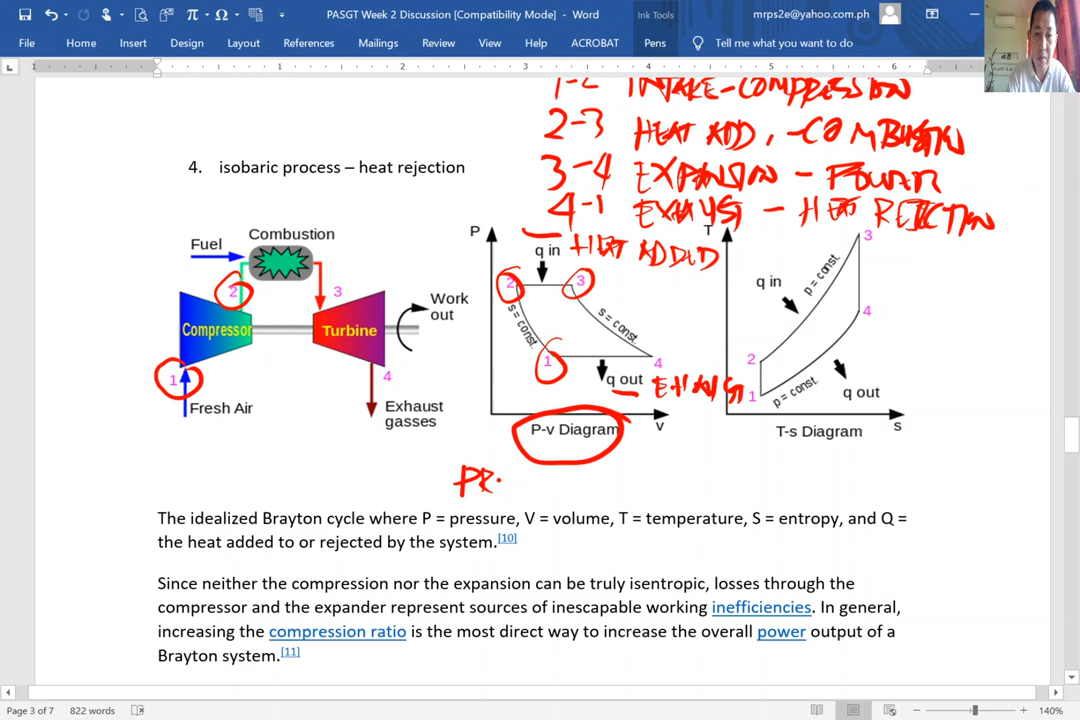 PASGT Week 2 Discussion [Compatibility Mode] - Word
Ink Tools
mrps2e@yahoo.com.ph
File Home Insert Design Layout References Mailings Review View Help ACROBAT Pens Tell me what you want to do
1 1 2 3 4 5 6
1-2 INTAKE-COMPRESSION
2-3 HEAT ADD, -COMBUSTION
3-4 EXPANSION - POWER
4-1 EXHAUST - HEAT REJECTION
4. isobaric process – heat rejection
Fuel
Combustion
2
3
Compressor
Turbine
Work
out
1
4
Fresh Air
Exhaust
gasses
P
q in
HEAT ADDED
2
3
s = const.
s = const.
1
4
q out
EXHAUST
P-v Diagram
v
T
3
q in
p = const.
4
2
1
p = const.
q out
T-s Diagram
s
PR.
The idealized Brayton cycle where P = pressure, V = volume, T = temperature, S = entropy, and Q =
the heat added to or rejected by the system.[10]
Since neither the compression nor the expansion can be truly isentropic, losses through the
compressor and the expander represent sources of inescapable working inefficiencies. In general,
increasing the compression ratio is the most direct way to increase the overall power output of a
Brayton system.[11]
Page 3 of 7 822 words
140%